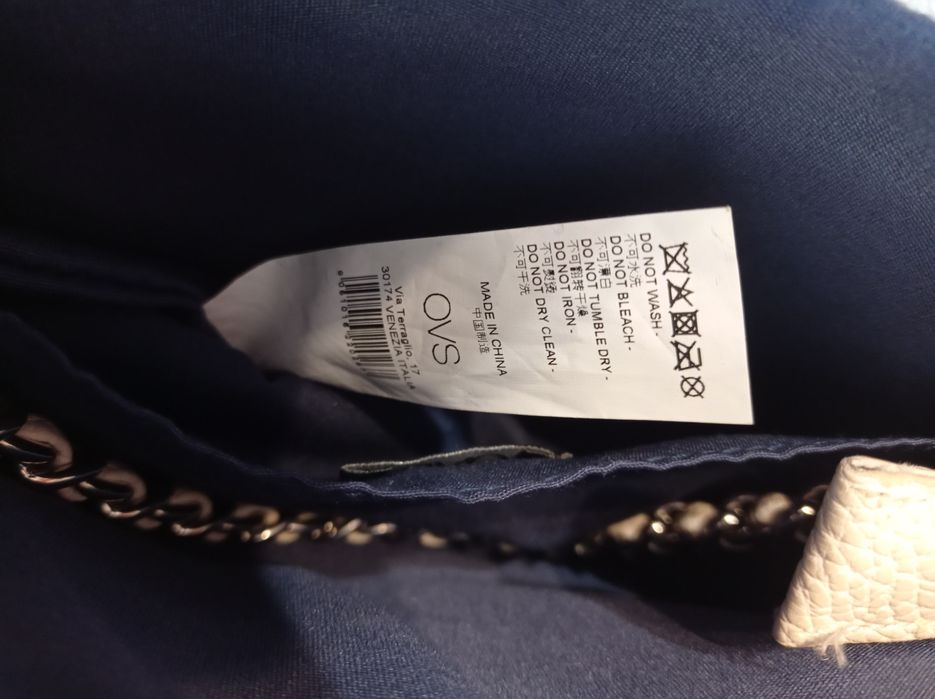 DO NOT WASH-
不可水洗
DO NOT BLEACH-
不可漂白
DO NOT TUMBLE DRY-
不可翻转干燥
DO NOT IRON-
不可熨烫
DO NOT DRY CLEAN-
不可干洗
MADE IN CHINA
中国制造
OVS
Via Terraglio, 17
30174 VENEZIA ITALY